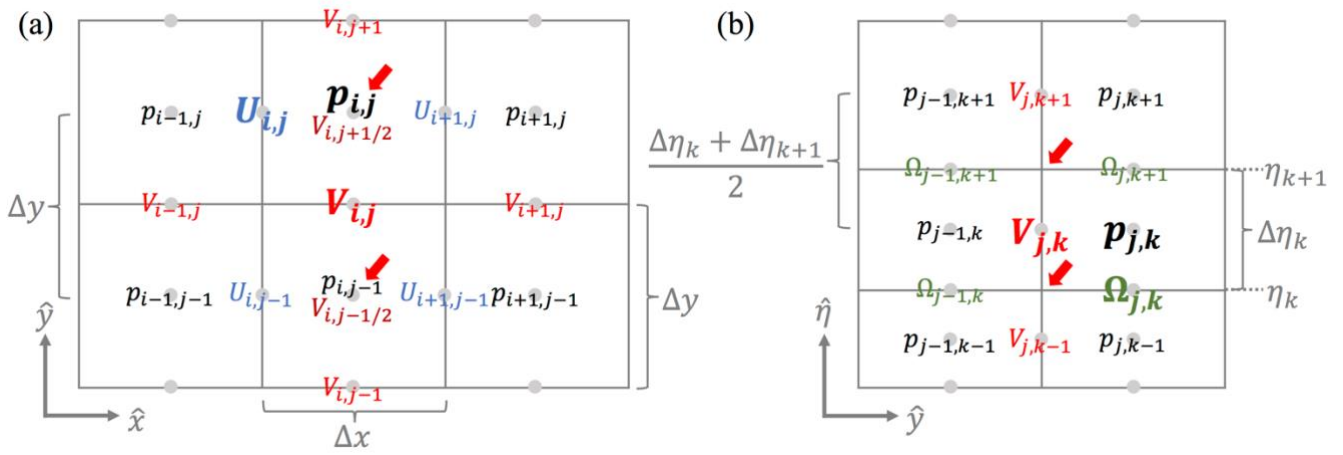 (a)
V_{i,j+1}
p_{i-1,j} U_{i,j} p_{i,j} U_{i+1,j} p_{i+1,j}
V_{i,j+1/2}
Δy
V_{i-1,j} V_{i,j} V_{i+1,j}
p_{i-1,j-1} U_{i,j-1} p_{i,j-1} U_{i+1,j-1} p_{i+1,j-1}
V_{i,j-1/2}
Δy
ŷ
V_{i,j-1}
x̂
Δx
(b)
p_{j-1,k+1} V_{j,k+1} p_{j,k+1}
Δη_k + Δη_{k+1}
2
Ω_{j-1,k+1} Ω_{j,k+1} η_{k+1}
p_{j-1,k} V_{j,k} p_{j,k} Δη_k
Ω_{j-1,k} Ω_{j,k} η_k
η̂
p_{j-1,k-1} V_{j,k-1} p_{j,k-1}
ŷ